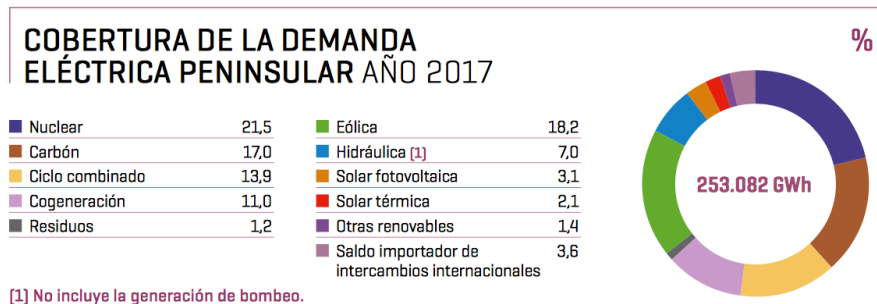 COBERTURA DE LA DEMANDA
ELÉCTRICA PENINSULAR AÑO 2017
%
Nuclear 21,5
Carbón 17,0
Ciclo combinado 13,9
Cogeneración 11,0
Residuos 1,2
Eólica 18,2
Hidráulica [1] 7,0
Solar fotovoltaica 3,1
Solar térmica 2,1
Otras renovables 1,4
Saldo importador de 3,6
intercambios internacionales
253.082 GWh
[1] No incluye la generación de bombeo.